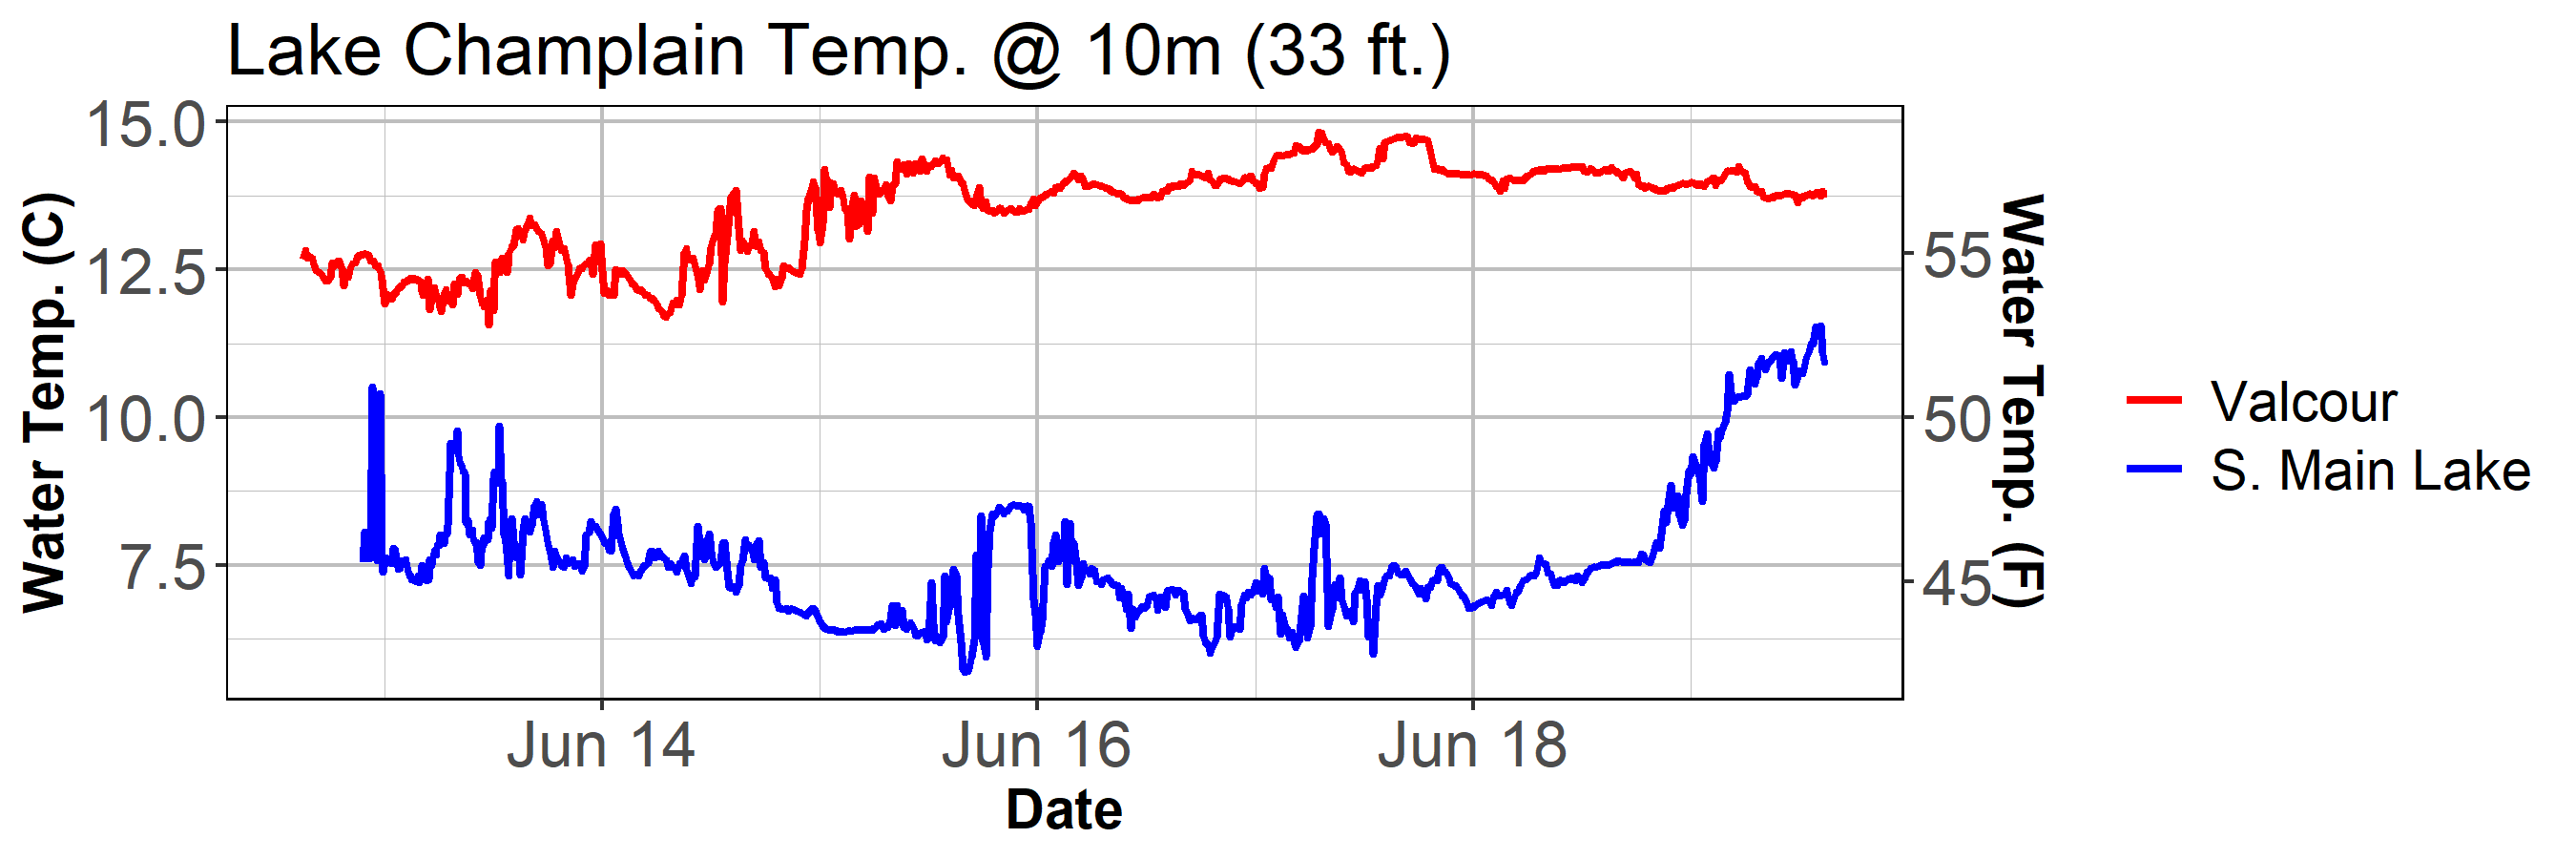 Lake Champlain Temp. @ 10m (33 ft.)
Water Temp. (C)
15.0
12.5
10.0
7.5
55
50
45
Water Temp. (F)
Jun 14
Jun 16
Jun 18
Date
Valcour
S. Main Lake